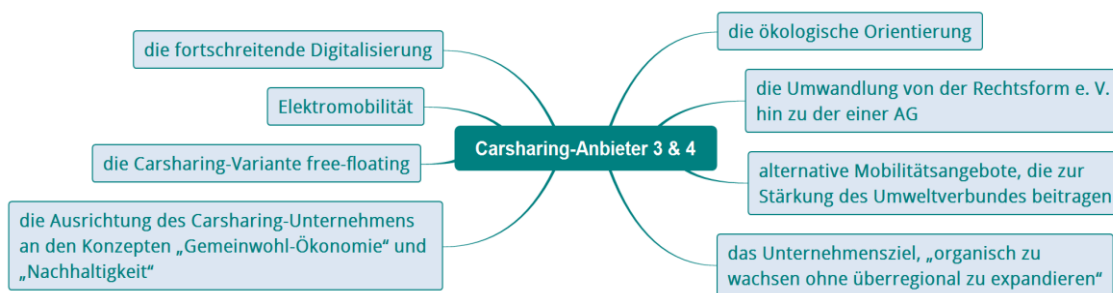 die fortschreitende Digitalisierung
Elektromobilität
die Carsharing-Variante free-floating
die Ausrichtung des Carsharing-Unternehmens
an den Konzepten „Gemeinwohl-Ökonomie“ und
„Nachhaltigkeit“
Carsharing-Anbieter 3 & 4
die ökologische Orientierung
die Umwandlung von der Rechtsform e. V.
hin zu der einer AG
alternative Mobilitätsangebote, die zur
Stärkung des Umweltverbundes beitragen
das Unternehmensziel, „organisch zu
wachsen ohne überregional zu expandieren“